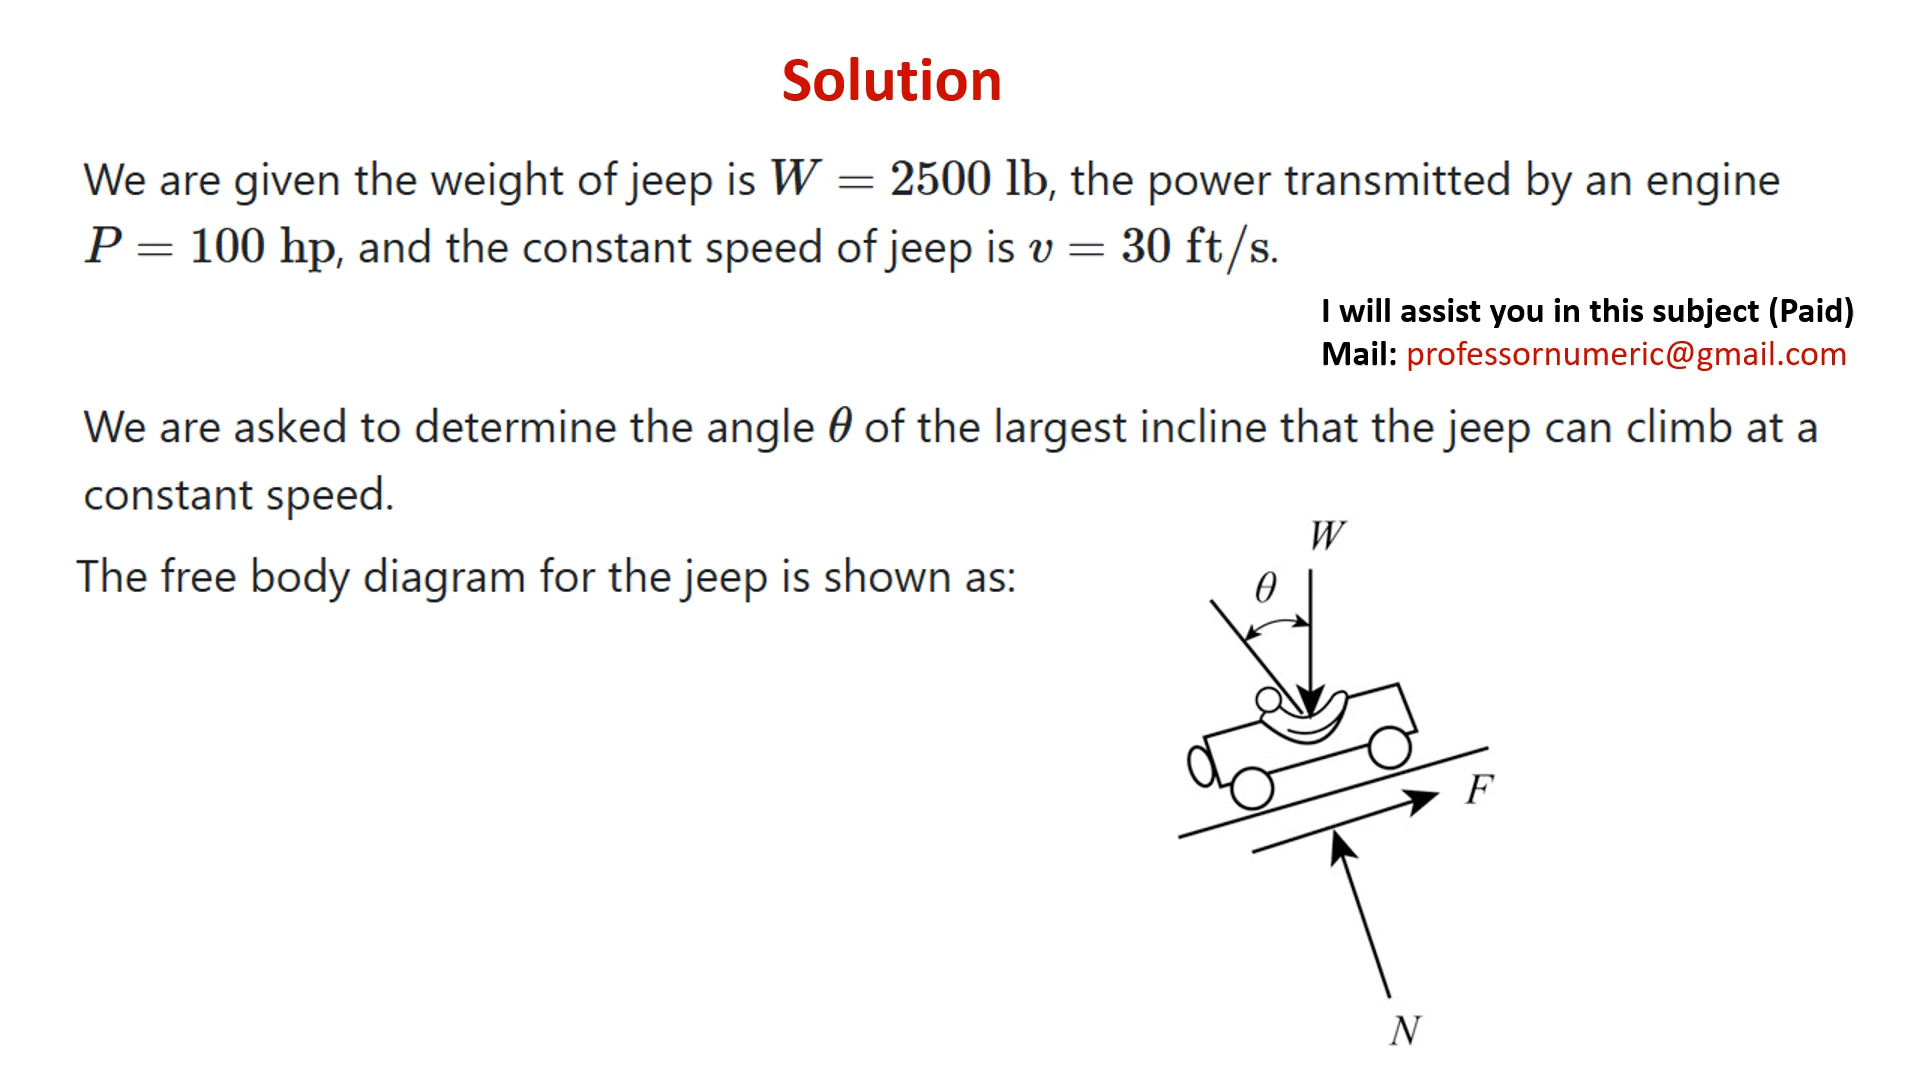 Solution
We are given the weight of jeep is W = 2500 lb, the power transmitted by an engine
P = 100 hp, and the constant speed of jeep is v = 30 ft/s.
I will assist you in this subject (Paid)
Mail: professornumeric@gmail.com
We are asked to determine the angle θ of the largest incline that the jeep can climb at a
constant speed.
The free body diagram for the jeep is shown as:
W
θ
F
N